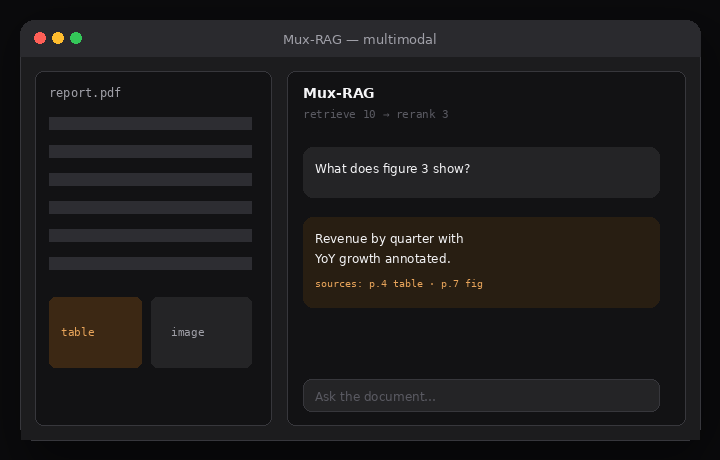 Mux-RAG — multimodal
report.pdf
table
image
Mux-RAG
retrieve 10 → rerank 3
What does figure 3 show?
Revenue by quarter with
YoY growth annotated.
sources: p.4 table · p.7 fig
Ask the document…